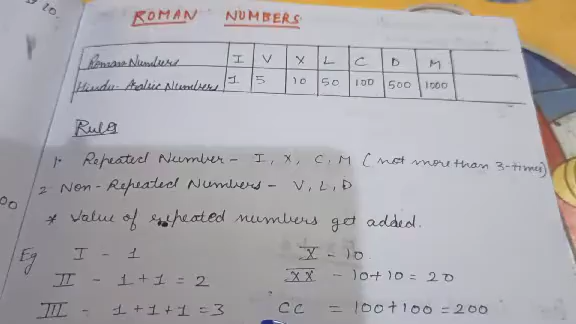 ROMAN NUMBERS
Roman Numbers I V X L C D M
Hindu Arabic Numbers 1 5 10 50 100 500 1000
Rules
1. Repeated Number - I, X, C, M (not more than 3-times)
2. Non-Repeated Numbers - V, L, D
* Value of repeated numbers get added.
Eg I - 1 X - 10
II - 1+1 = 2 XX - 10+10 = 20
III - 1+1+1 = 3 CC = 100+100 = 200